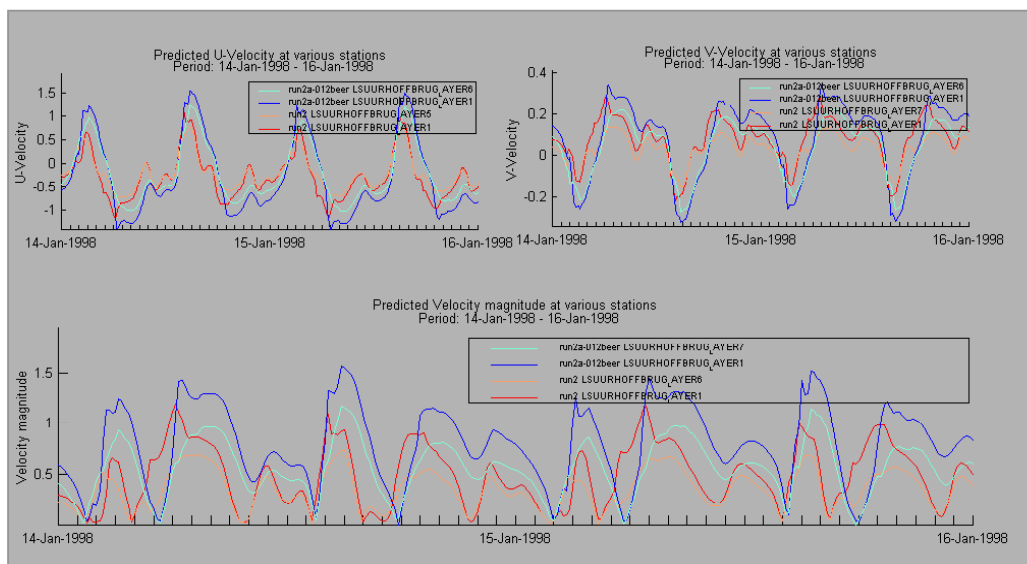 Predicted U-Velocity at various stations
Period: 14-Jan-1998 - 16-Jan-1998
run2a-012beer LSUURHOFFBRUG_LAYER6
run2a-012beer LSUURHOFFBRUG_LAYER1
run2 LSUURHOFFBRUG_LAYER5
run2 LSUURHOFFBRUG_LAYER1
U-Velocity
1.5
1
0.5
0
-0.5
-1
14-Jan-1998
15-Jan-1998
16-Jan-1998
Predicted V-Velocity at various stations
Period: 14-Jan-1998 - 16-Jan-1998
run2a-012beer LSUURHOFFBRUG_LAYER6
run2a-012beer LSUURHOFFBRUG_LAYER1
run2 LSUURHOFFBRUG_LAYER7
run2 LSUURHOFFBRUG_LAYER1
V-Velocity
0.4
0.2
0
-0.2
14-Jan-1998
15-Jan-1998
16-Jan-1998
Predicted Velocity magnitude at various stations
Period: 14-Jan-1998 - 16-Jan-1998
run2a-012beer LSUURHOFFBRUG_LAYER7
run2a-012beer LSUURHOFFBRUG_LAYER1
run2 LSUURHOFFBRUG_LAYER6
run2 LSUURHOFFBRUG_LAYER1
Velocity magnitude
1.5
1
0.5
14-Jan-1998
15-Jan-1998
16-Jan-1998